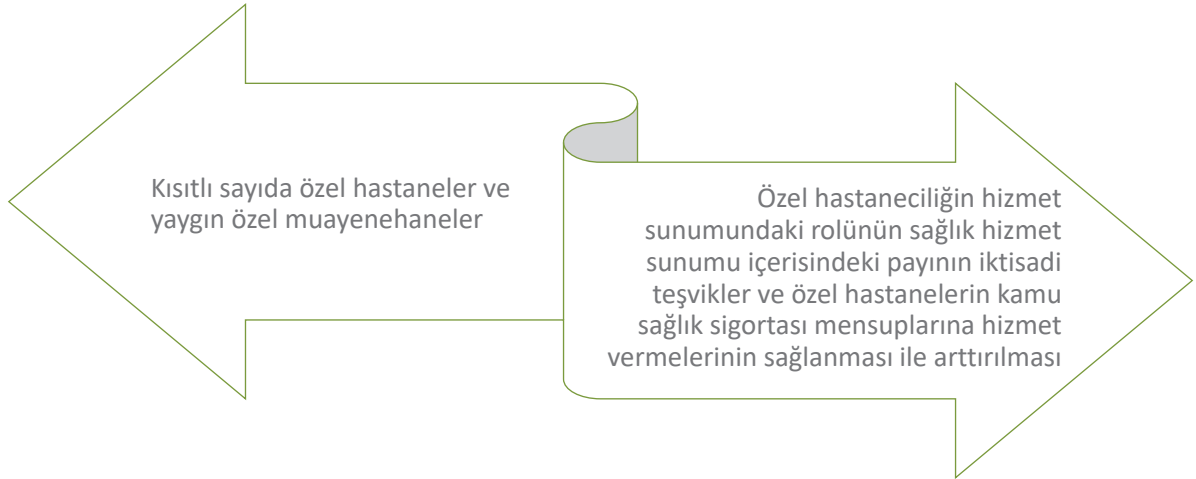 Kısıtlı sayıda özel hastaneler ve
yaygın özel muayenehaneler
Özel hastaneciliğin hizmet
sunumundaki rolünün sağlık hizmet
sunumu içerisindeki payının iktisadi
teşvikler ve özel hastanelerin kamu
sağlık sigortası mensuplarına hizmet
vermelerinin sağlanması ile arttırılması